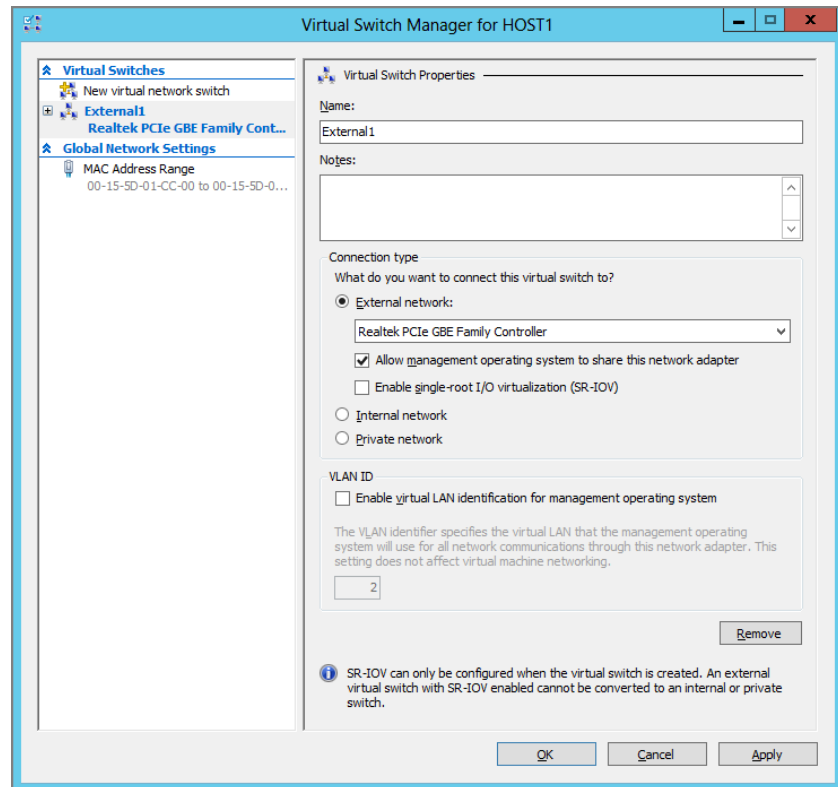 Virtual Switch Manager for HOST1
Virtual Switches
New virtual network switch
External1
Realtek PCIe GBE Family Cont...
Global Network Settings
MAC Address Range
00-15-5D-01-CC-00 to 00-15-5D-0...
Virtual Switch Properties
Name:
External1
Notes:
Connection type
What do you want to connect this virtual switch to?
External network:
Realtek PCIe GBE Family Controller
Allow management operating system to share this network adapter
Enable single-root I/O virtualization (SR-IOV)
Internal network
Private network
VLAN ID
Enable virtual LAN identification for management operating system
The VLAN identifier specifies the virtual LAN that the management operating
system will use for all network communications through this network adapter. This
setting does not affect virtual machine networking.
2
Remove
SR-IOV can only be configured when the virtual switch is created. An external
virtual switch with SR-IOV enabled cannot be converted to an internal or private
switch.
OK
Cancel
Apply